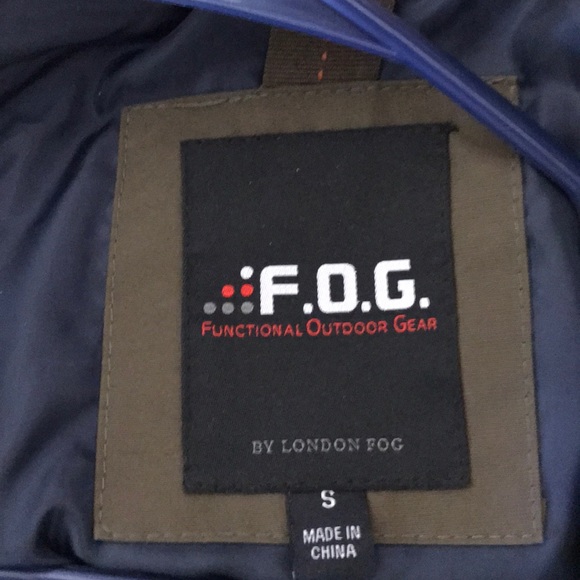 F.O.G.
FUNCTIONAL OUTDOOR GEAR
BY LONDON FOG
S
MADE IN
CHINA